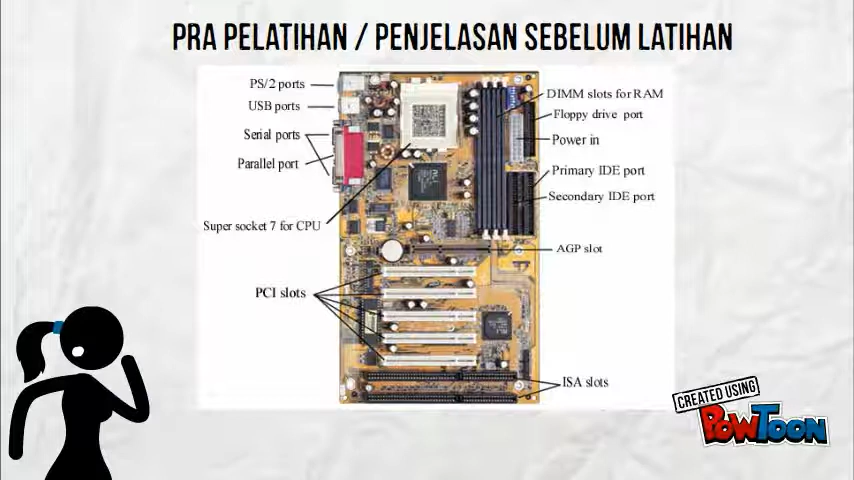 PRA PELATIHAN / PENJELASAN SEBELUM LATIHAN
PS/2 ports
USB ports
Serial ports
Parallel port
Super socket 7 for CPU
PCI slots
DIMM slots for RAM
Floppy drive port
Power in
Primary IDE port
Secondary IDE port
AGP slot
ISA slots
CREATED USING
POWTOON